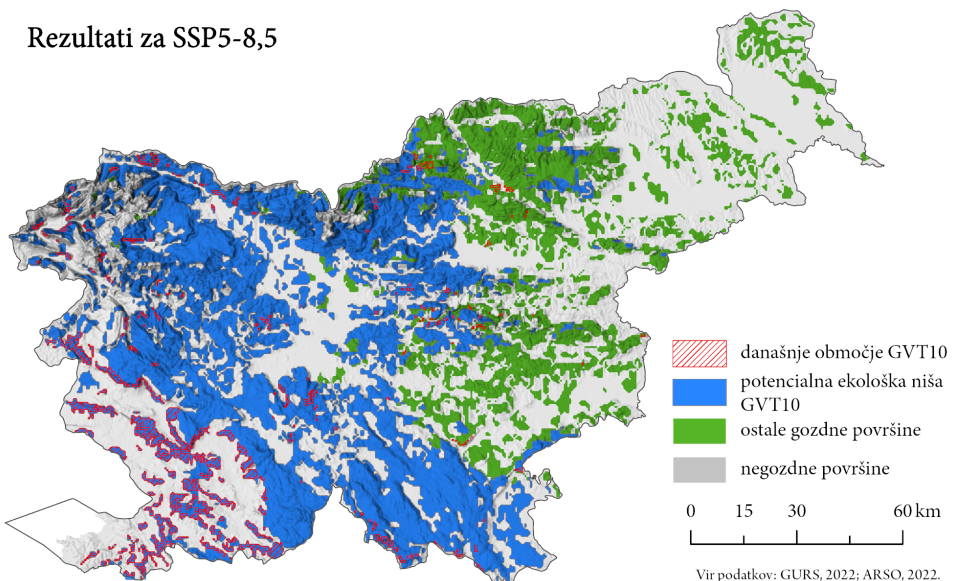 Rezultati za SSP5-8,5
današnje območje GVT10
potencialna ekološka niša
GVT10
ostale gozdne površine
negozdne površine
0 15 30 60 km
Vir podatkov: GURS, 2022; ARSO, 2022.